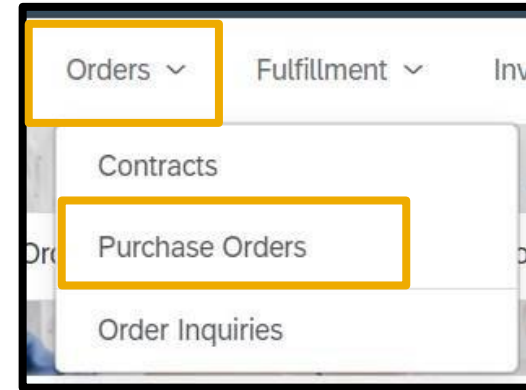 Orders Fulfillment Inv
Contracts
Purchase Orders
Order Inquiries